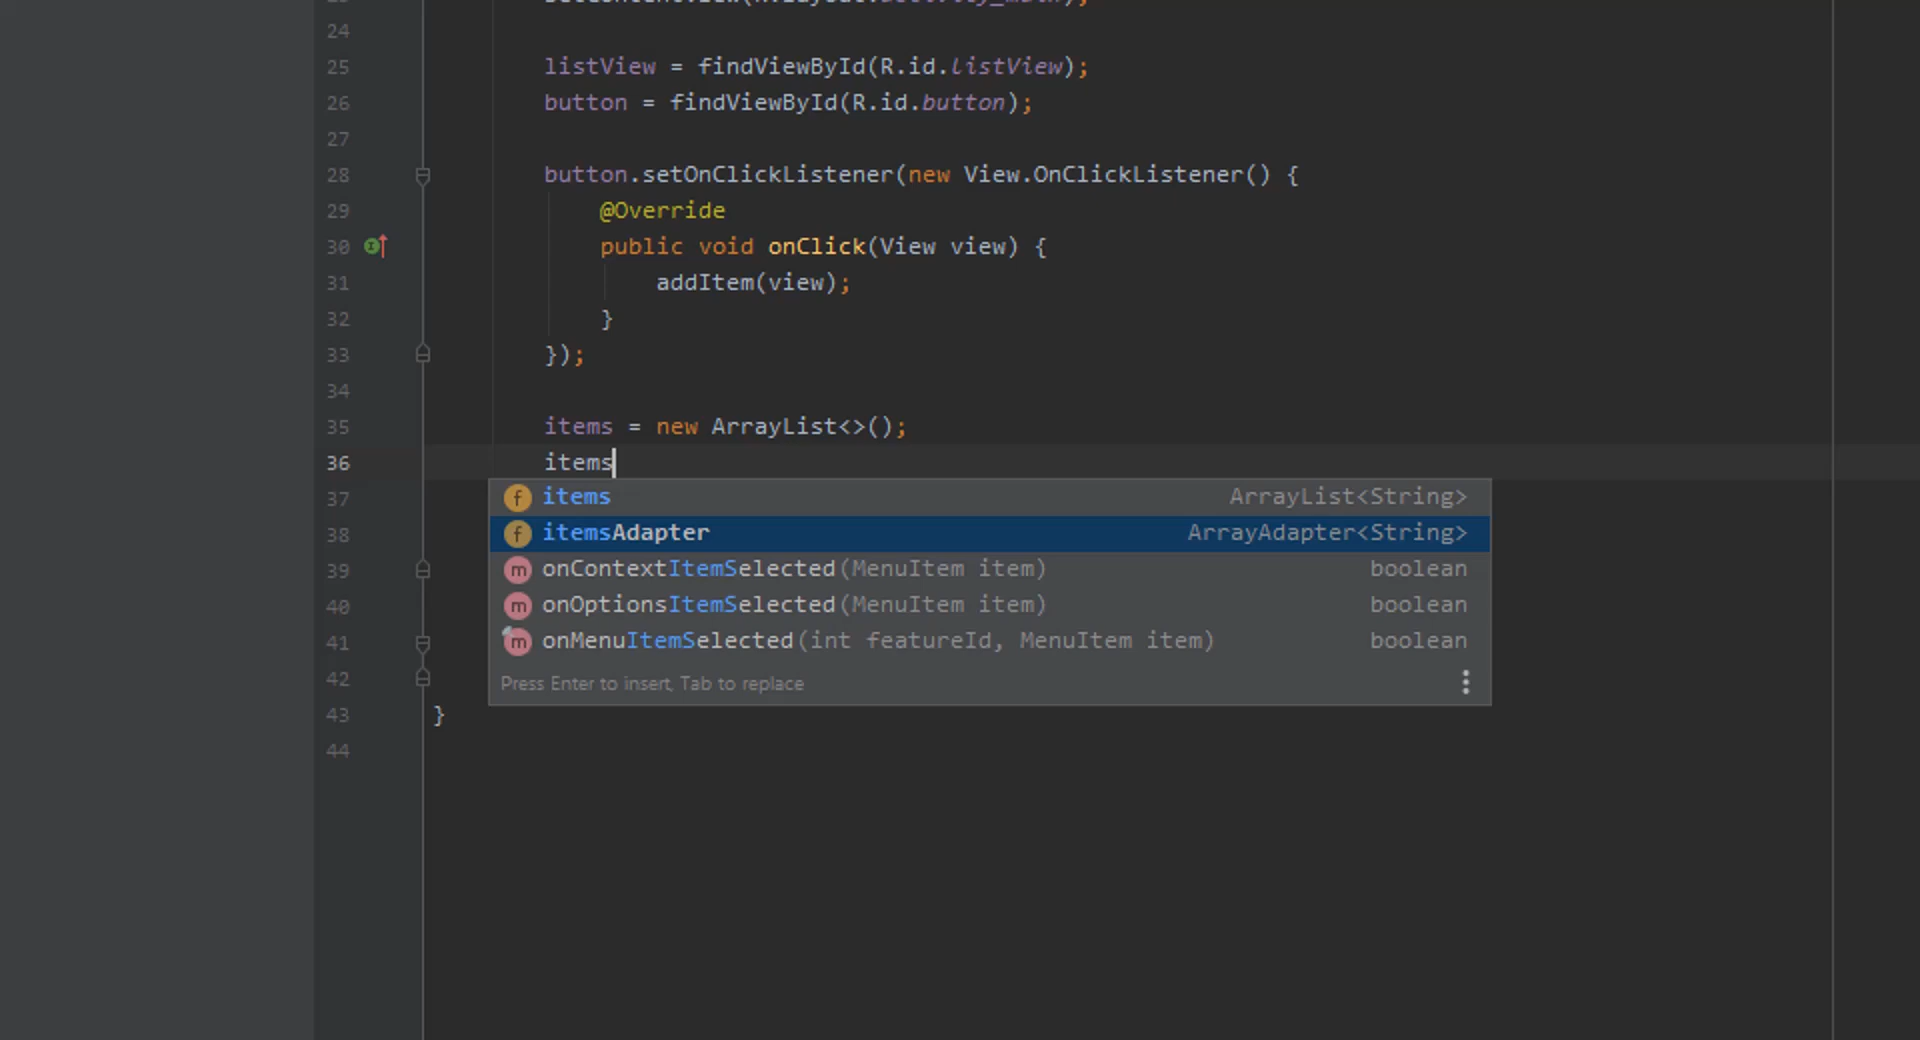 24
25 listView = findViewById(R.id.listView);
26 button = findViewById(R.id.button);
27
28 button.setOnClickListener(new View.OnClickListener() {
29 @Override
30 public void onClick(View view) {
31 addItem(view);
32 }
33 });
34
35 items = new ArrayList<>();
36 items
37 items ArrayList<String>
38 itemsAdapter ArrayAdapter<String>
39 onContextItemSelected(MenuItem item) boolean
40 onOptionsItemSelected(MenuItem item) boolean
41 onMenuItemSelected(int featureId, MenuItem item) boolean
42 Press Enter to insert, Tab to replace
43 }
44